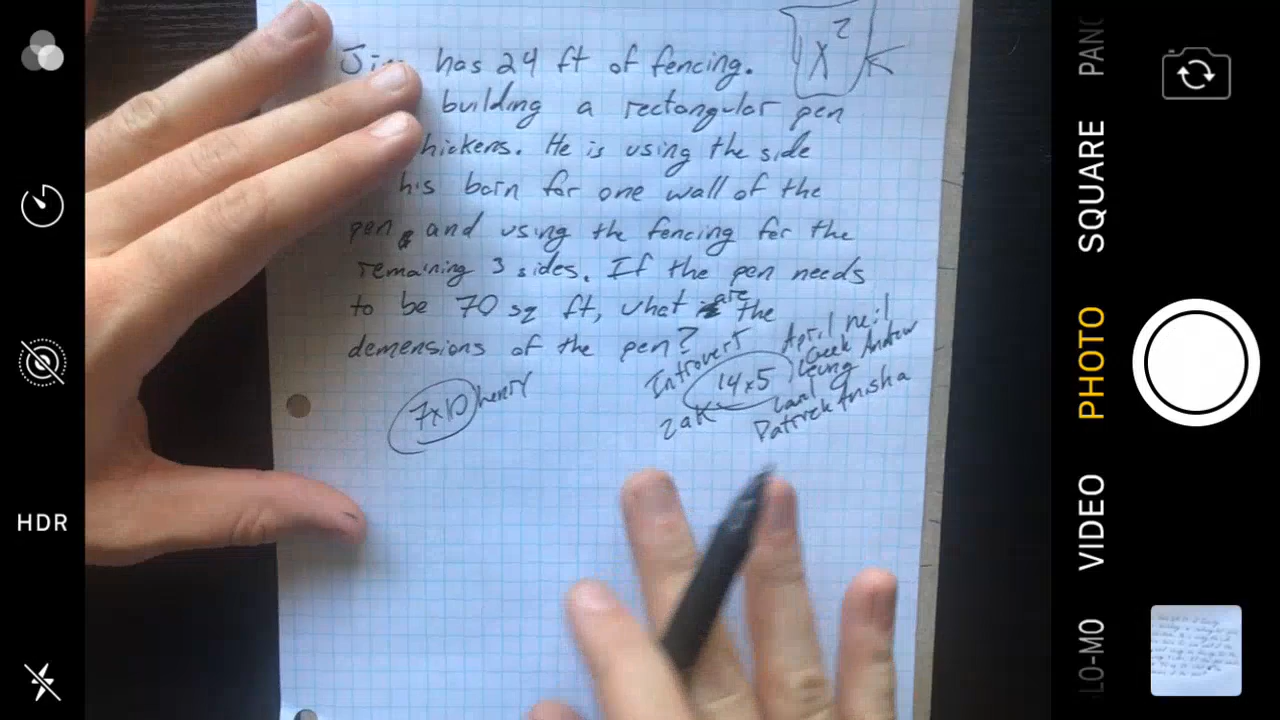 x²
has 24 ft of fencing.
building a rectangular pen
hickens. He is using the side
his barn for one wall of the
pen, and using the fencing for the
remaining 3 sides. If the pen needs
to be 70 sq ft, what are the
demensions of the pen?
7x10 henry
Introvert
14x5
zak
April neil
Geek Andrew
Leung
Patrick Anisha
HDR
LO-MO
VIDEO
PHOTO
SQUARE
PANO